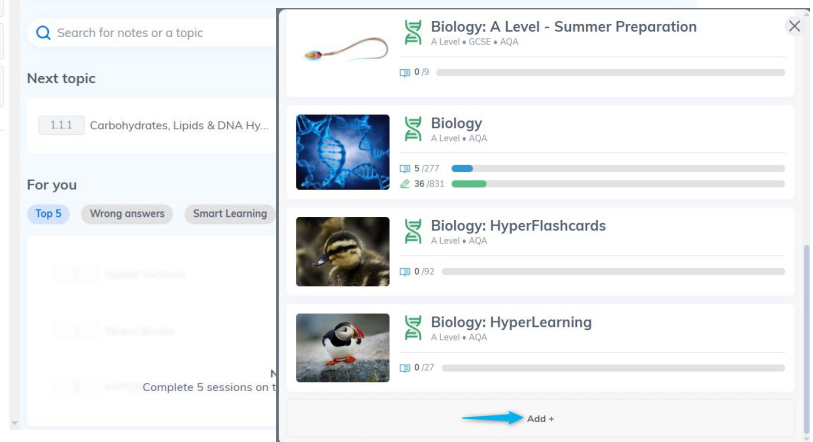 Search for notes or a topic
Next topic
1.1.1 Carbohydrates, Lipids & DNA Hy...
For you
Top 5 Wrong answers Smart Learning
Complete 5 sessions on t
Biology: A Level - Summer Preparation
A Level • GCSE • AQA
0 /9
Biology
A Level • AQA
5 /277
36 /831
Biology: HyperFlashcards
A Level • AQA
0 /92
Biology: HyperLearning
A Level • AQA
0 /27
Add +